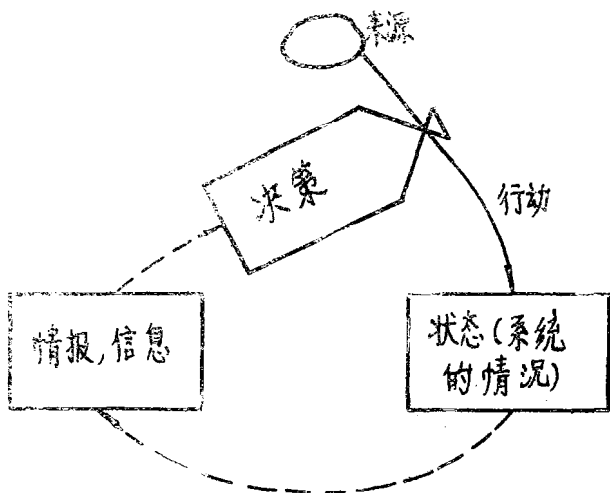 来源
决策
行动
情报,信息
状态(系统
的情况)